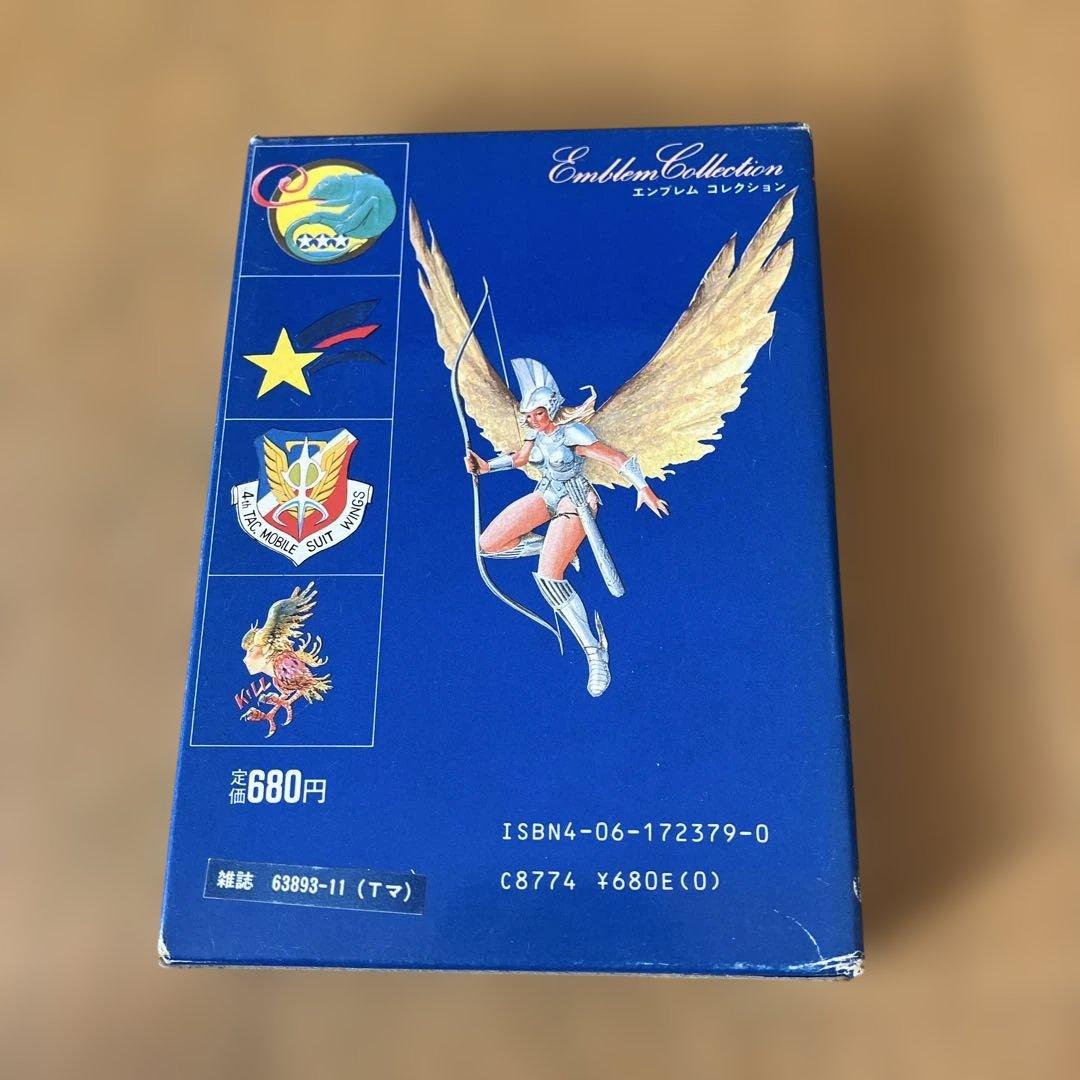 Emblem Collection
エンブレム コレクション
4th TAC. MOBILE SUIT WINGS
KILL
定価680円
ISBN4-06-172379-0
C8774 ¥680E(0)
雑誌 63893-11 (Tマ)